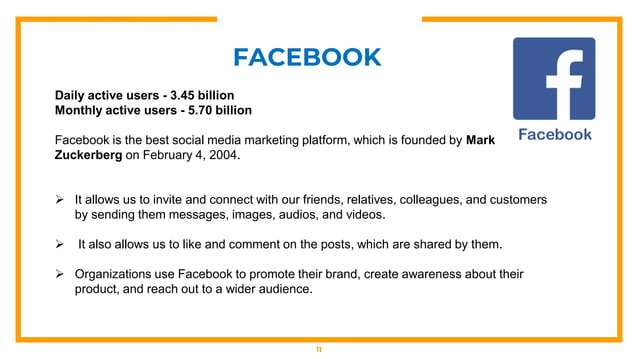 FACEBOOK
Facebook
Daily active users - 3.45 billion
Monthly active users - 5.70 billion
Facebook is the best social media marketing platform, which is founded by Mark
Zuckerberg on February 4, 2004.
It allows us to invite and connect with our friends, relatives, colleagues, and customers
by sending them messages, images, audios, and videos.
It also allows us to like and comment on the posts, which are shared by them.
Organizations use Facebook to promote their brand, create awareness about their
product, and reach out to a wider audience.
11